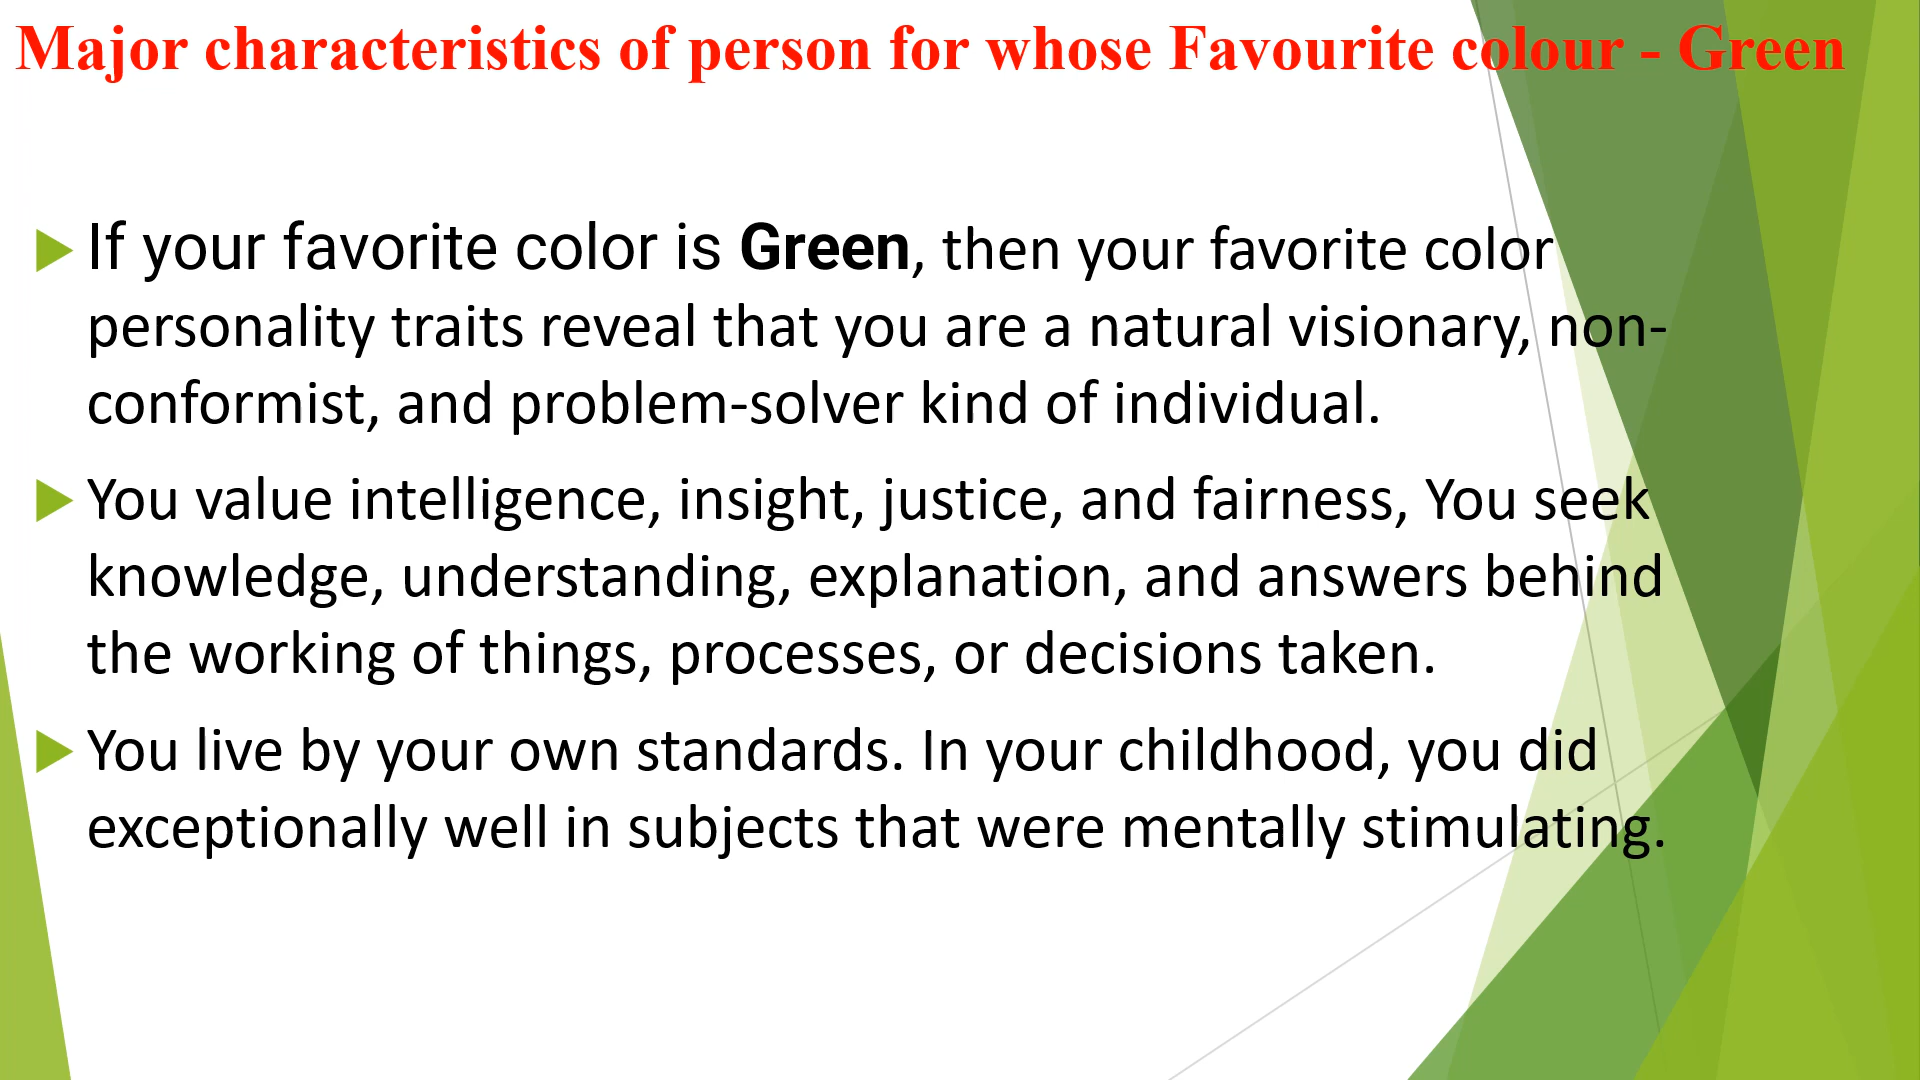 Major characteristics of person for whose Favourite colour - Green
If your favorite color is Green, then your favorite color
personality traits reveal that you are a natural visionary, non-
conformist, and problem-solver kind of individual.
You value intelligence, insight, justice, and fairness, You seek
knowledge, understanding, explanation, and answers behind
the working of things, processes, or decisions taken.
You live by your own standards. In your childhood, you did
exceptionally well in subjects that were mentally stimulating.